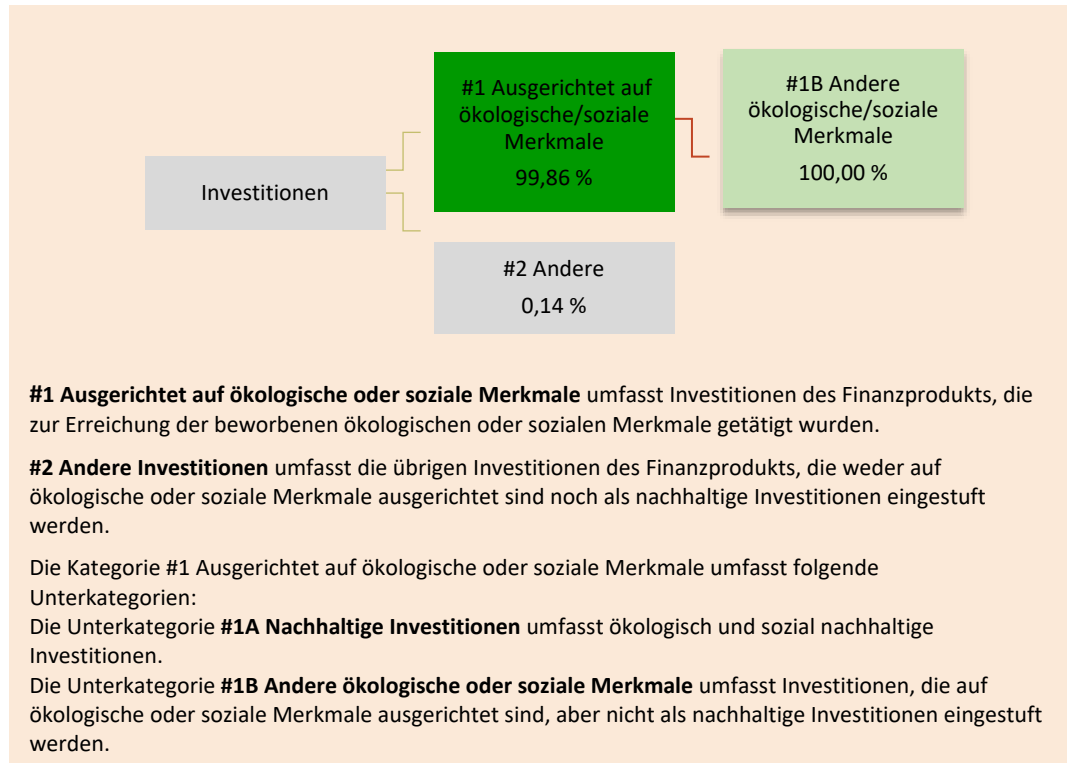 #1 Ausgerichtet auf
ökologische/soziale
Merkmale
99,86 %
#1B Andere
ökologische/soziale
Merkmale
100,00 %
Investitionen
#2 Andere
0,14 %
#1 Ausgerichtet auf ökologische oder soziale Merkmale umfasst Investitionen des Finanzprodukts, die
zur Erreichung der beworbenen ökologischen oder sozialen Merkmale getätigt wurden.
#2 Andere Investitionen umfasst die übrigen Investitionen des Finanzprodukts, die weder auf
ökologische oder soziale Merkmale ausgerichtet sind noch als nachhaltige Investitionen eingestuft
werden.
Die Kategorie #1 Ausgerichtet auf ökologische oder soziale Merkmale umfasst folgende
Unterkategorien:
Die Unterkategorie #1A Nachhaltige Investitionen umfasst ökologisch und sozial nachhaltige
Investitionen.
Die Unterkategorie #1B Andere ökologische oder soziale Merkmale umfasst Investitionen, die auf
ökologische oder soziale Merkmale ausgerichtet sind, aber nicht als nachhaltige Investitionen eingestuft
werden.